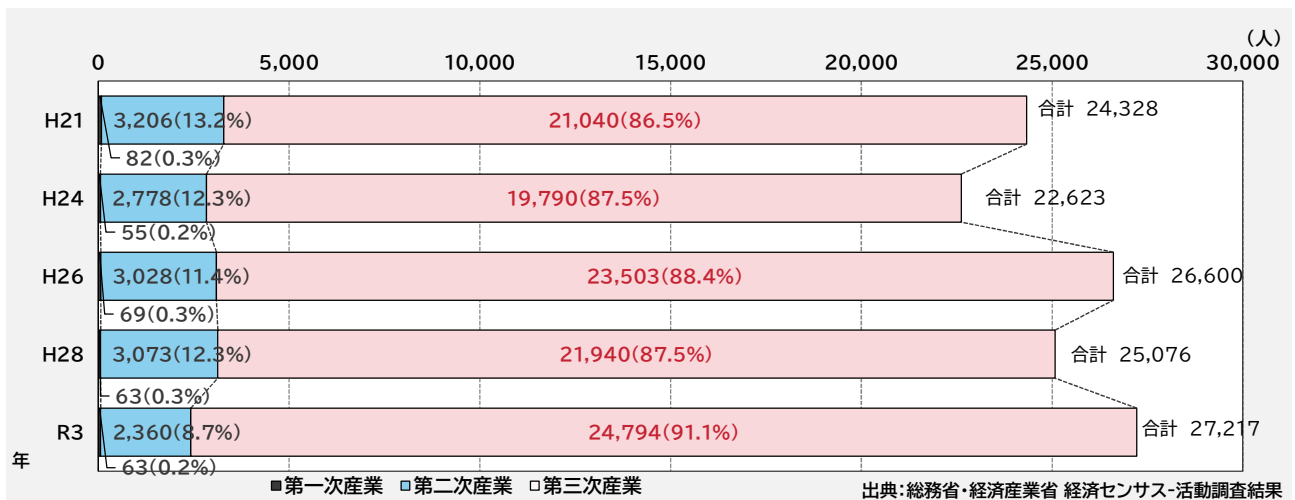 (人)
0 5,000 10,000 15,000 20,000 25,000 30,000
H21 3,206(13.2%) 21,040(86.5%) 合計 24,328
82(0.3%)
H24 2,778(12.3%) 19,790(87.5%) 合計 22,623
55(0.2%)
H26 3,028(11.4%) 23,503(88.4%) 合計 26,600
69(0.3%)
H28 3,073(12.3%) 21,940(87.5%) 合計 25,076
63(0.3%)
R3 2,360(8.7%) 24,794(91.1%) 合計 27,217
年
63(0.2%)
■第一次産業 ■第二次産業 □第三次産業
出典:総務省・経済産業省 経済センサス-活動調査結果